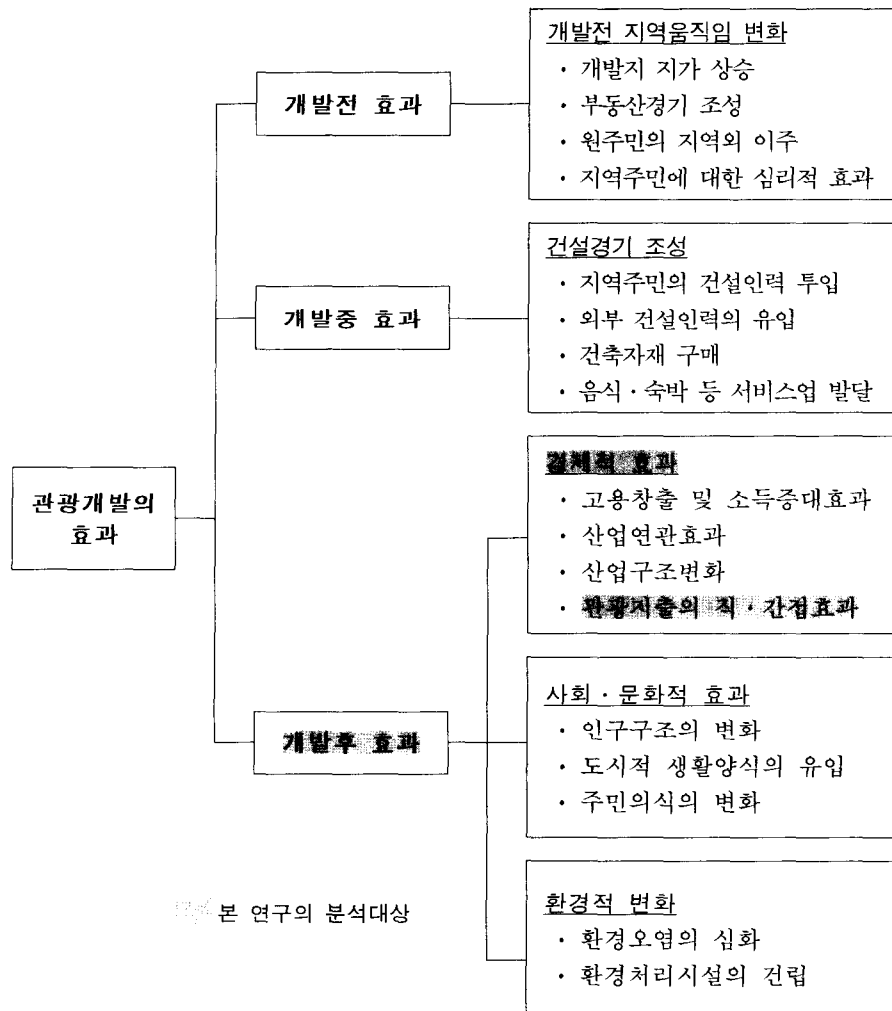 개발전 지역움직임 변화
· 개발지 지가 상승
· 부동산경기 조성
· 원주민의 지역외 이주
· 지역주민에 대한 심리적 효과
개발전 효과
건설경기 조성
· 지역주민의 건설인력 투입
· 외부 건설인력의 유입
· 건축자재 구매
· 음식·숙박 등 서비스업 발달
개발중 효과
관광개발의
효과
경제적 효과
· 고용창출 및 소득증대효과
· 산업연관효과
· 산업구조변화
· 관광지출의 직·간접효과
개발후 효과
사회·문화적 효과
· 인구구조의 변화
· 도시적 생활양식의 유입
· 주민의식의 변화
환경적 변화
· 환경오염의 심화
· 환경처리시설의 건립
본 연구의 분석대상